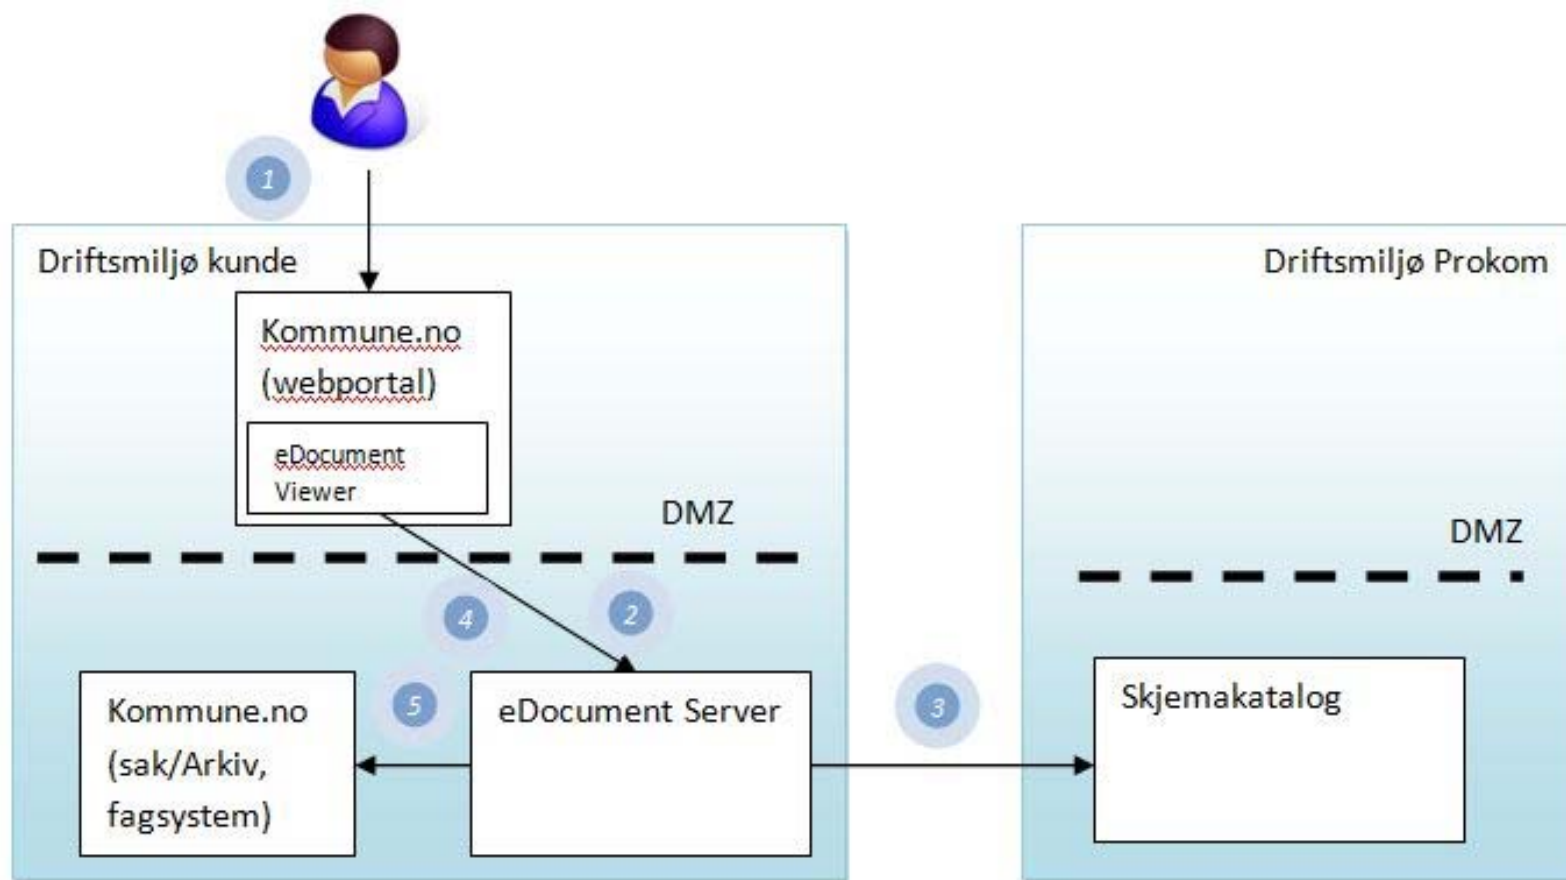 1
Driftsmiljø kunde
Driftsmiljø Prokom
Kommune.no
(webportal)
eDocument
Viewer
DMZ
DMZ
4
2
Kommune.no
(sak/Arkiv,
fagsystem)
5
eDocument Server
3
Skjemakatalog